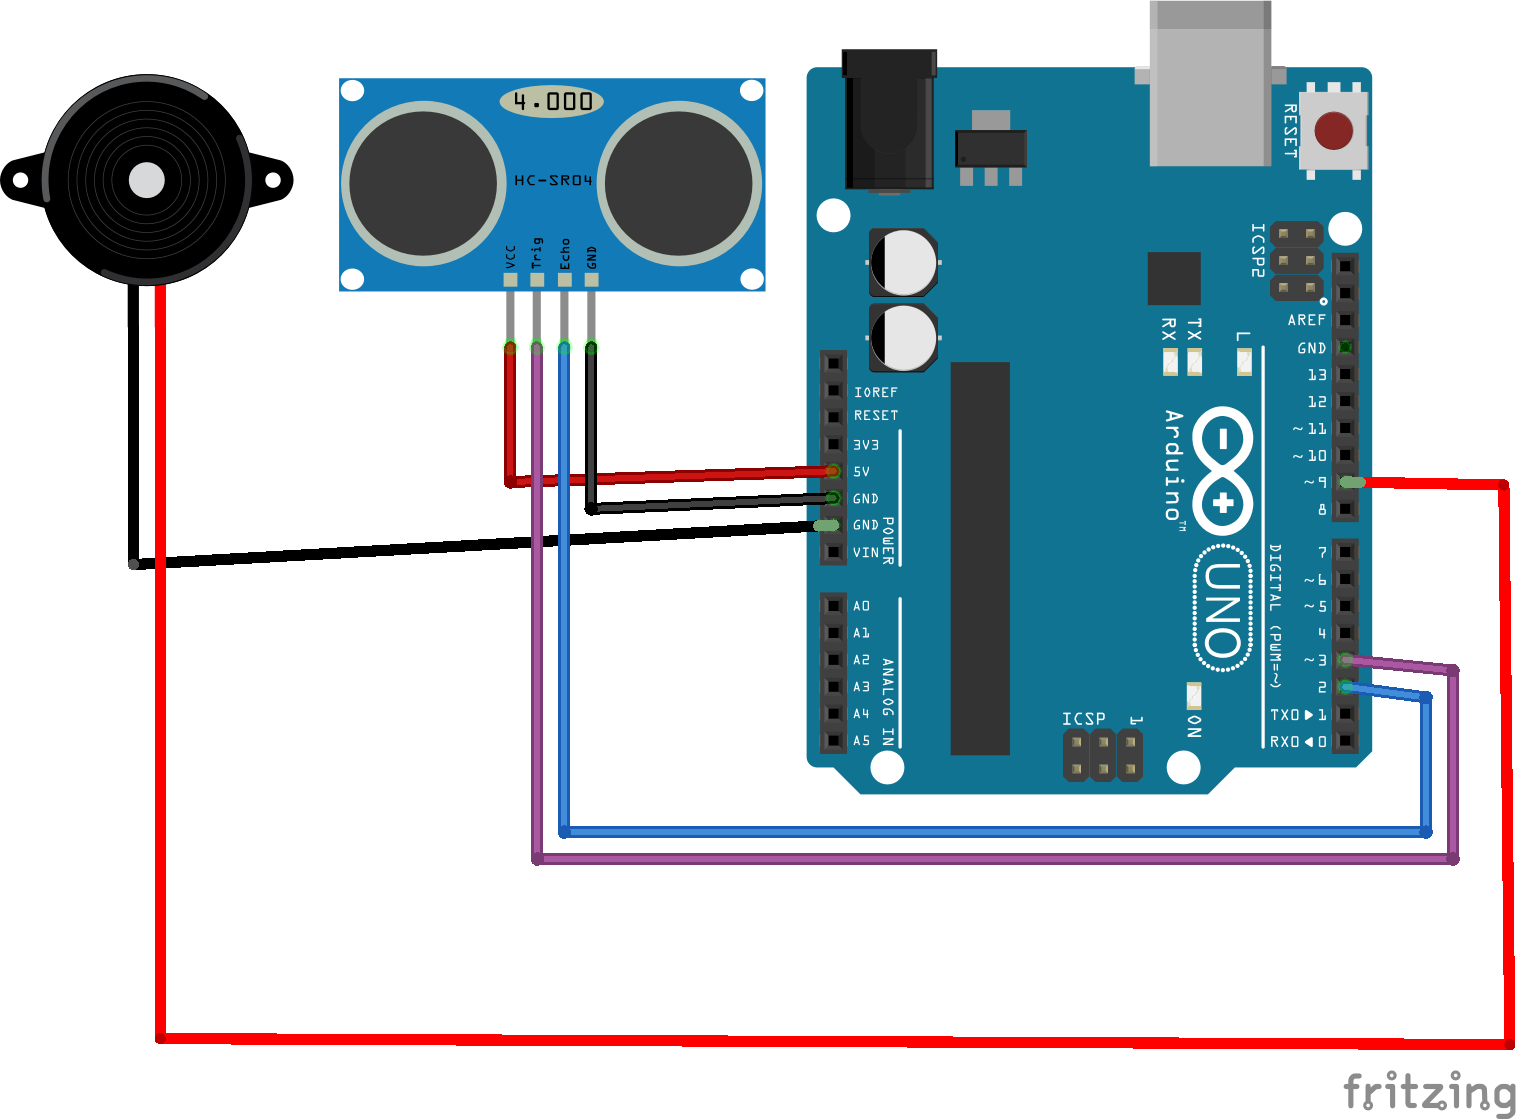 4.000
HC-SR04
VCC
Trig
Echo
GND
RESET
ICSP2
AREF
GND
13
12
~11
~10
~9
8
RX
TX
L
IOREF
RESET
3V3
5V
GND
GND
VIN
POWER
Arduino™
UNO
DIGITAL (PWM=~)
7
~6
~5
4
~3
2
TX0▶1
RX0◀0
A0
A1
A2
A3
A4
A5
ANALOG IN
ICSP
1
ON
fritzing